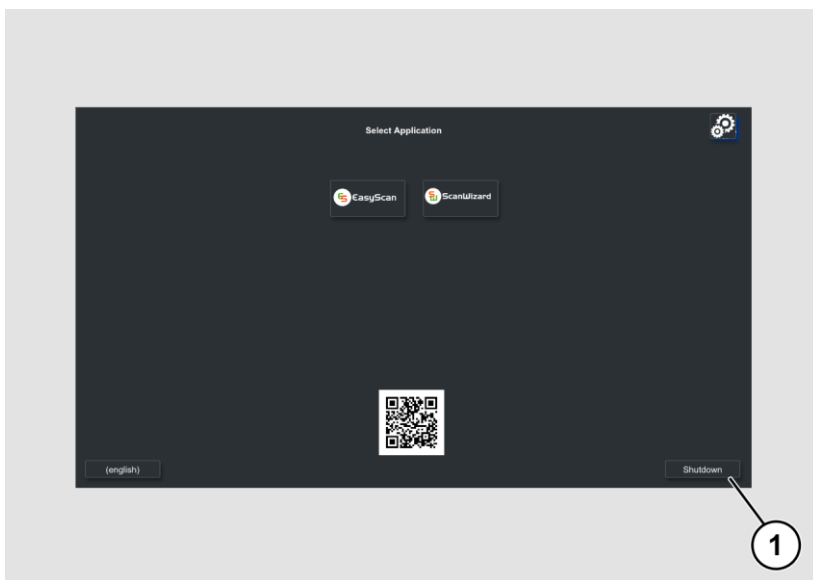 Select Application
EasyScan
ScanWizard
(english)
Shutdown
1